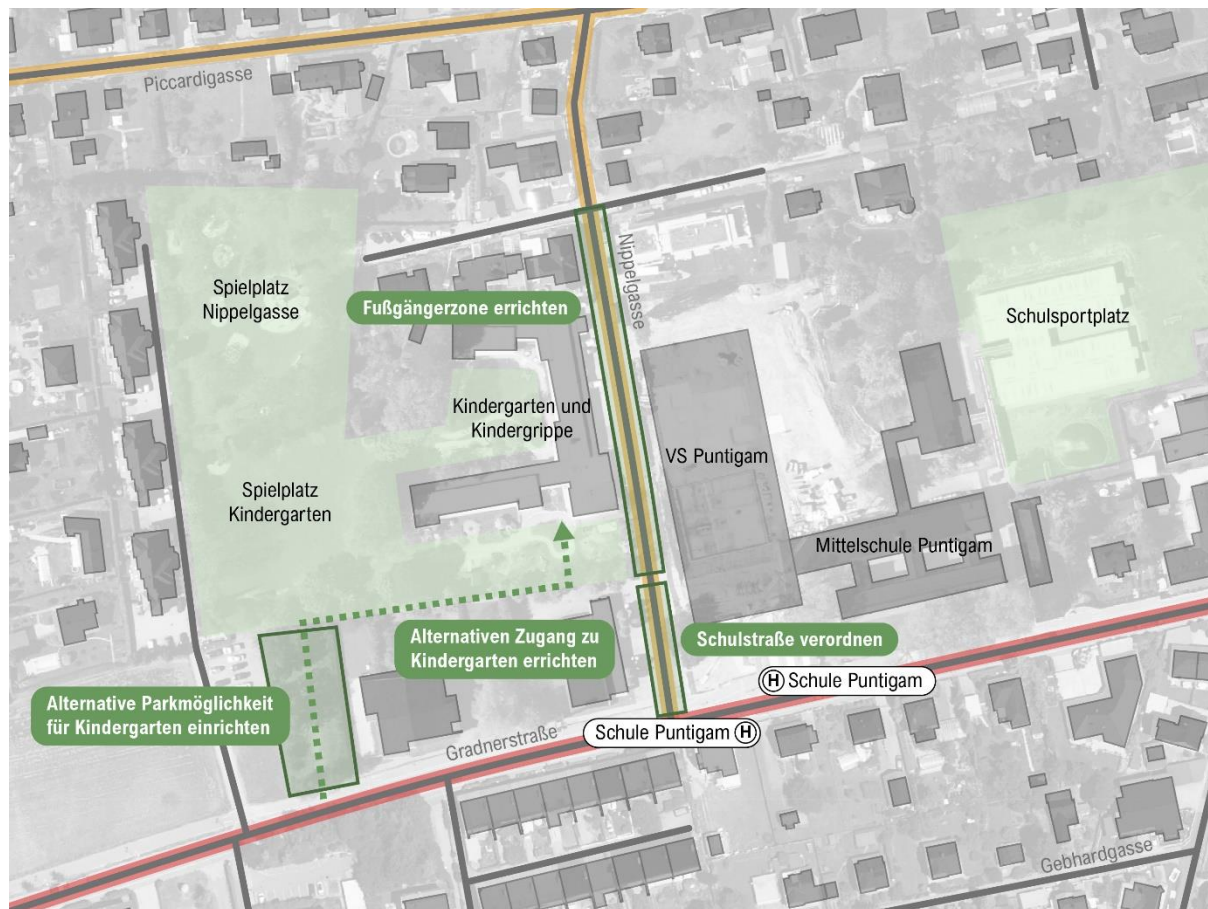 Piccardigasse
Nippelgasse
Spielplatz
Nippelgasse
Fußgängerzone errichten
Schulsportplatz
Kindergarten und
Kindergrippe
VS Puntigam
Spielplatz
Kindergarten
Mittelschule Puntigam
Alternativen Zugang zu
Kindergarten errichten
Schulstraße verordnen
H Schule Puntigam
Alternative Parkmöglichkeit
für Kindergarten einrichten
Schule Puntigam H
Gradnerstraße
Gebhardgasse